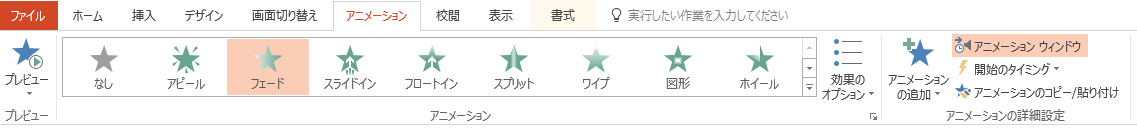 ファイル ホーム 挿入 デザイン 画面切り替え アニメーション 校閲 表示 書式 実行したい作業を入力してください
プレビュー
なし アピール フェード スライドイン フロートイン スプリット ワイプ 図形 ホイール
効果の
オプション
アニメーション
の追加
アニメーション ウィンドウ
開始のタイミング
アニメーションのコピー/貼り付け
プレビュー アニメーション アニメーションの詳細設定